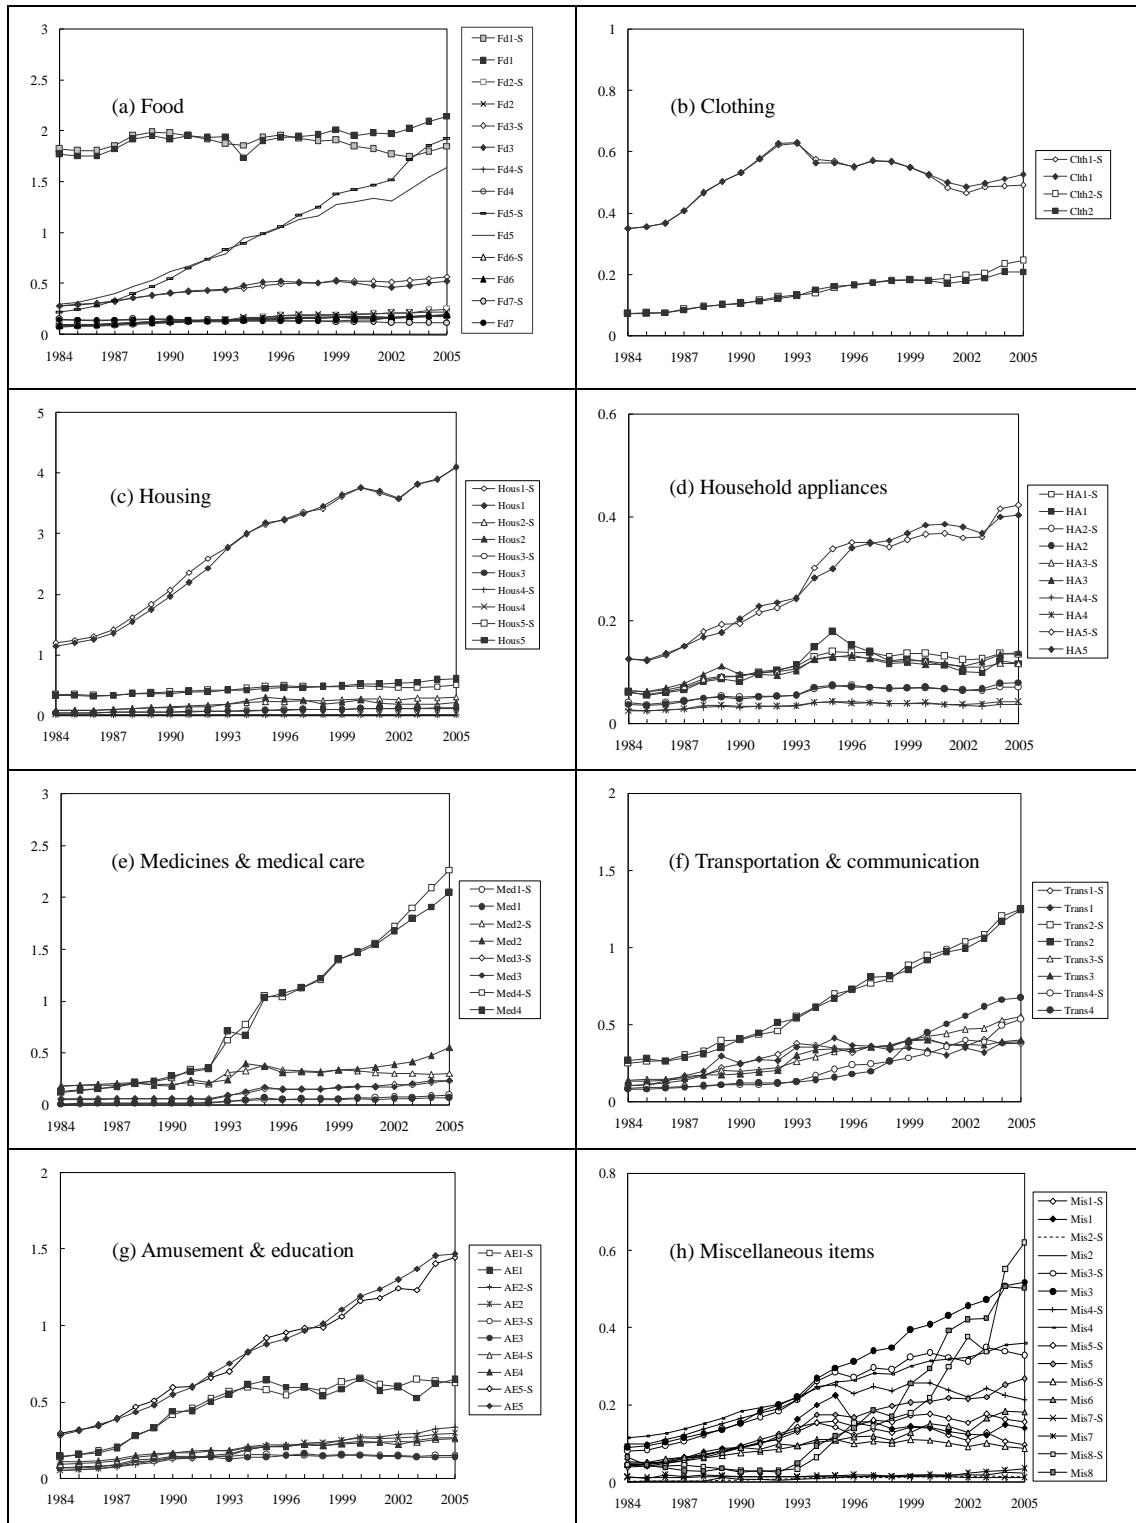 3
2.5
2
1.5
1
0.5
0
1984 1987 1990 1993 1996 1999 2002 2005
(a) Food
Fd1-S
Fd1
Fd2-S
Fd2
Fd3-S
Fd3
Fd4-S
Fd4
Fd5-S
Fd5
Fd6-S
Fd6
Fd7-S
Fd7
1
0.8
0.6
0.4
0.2
0
1984 1987 1990 1993 1996 1999 2002 2005
(b) Clothing
Clth1-S
Clth1
Clth2-S
Clth2
5
4
3
2
1
0
1984 1987 1990 1993 1996 1999 2002 2005
(c) Housing
Hous1-S
Hous1
Hous2-S
Hous2
Hous3-S
Hous3
Hous4-S
Hous4
Hous5-S
Hous5
0.6
0.4
0.2
0
1984 1987 1990 1993 1996 1999 2002 2005
(d) Household appliances
HA1-S
HA1
HA2-S
HA2
HA3-S
HA3
HA4-S
HA4
HA5-S
HA5
3
2.5
2
1.5
1
0.5
0
1984 1987 1990 1993 1996 1999 2002 2005
(e) Medicines & medical care
Med1-S
Med1
Med2-S
Med2
Med3-S
Med3
Med4-S
Med4
2
1.5
1
0.5
0
1984 1987 1990 1993 1996 1999 2002 2005
(f) Transportation & communication
Trans1-S
Trans1
Trans2-S
Trans2
Trans3-S
Trans3
Trans4-S
Trans4
2
1.5
1
0.5
0
1984 1987 1990 1993 1996 1999 2002 2005
(g) Amusement & education
AE1-S
AE1
AE2-S
AE2
AE3-S
AE3
AE4-S
AE4
AE5-S
AE5
0.8
0.6
0.4
0.2
0
1984 1987 1990 1993 1996 1999 2002 2005
(h) Miscellaneous items
Mis1-S
Mis1
Mis2-S
Mis2
Mis3-S
Mis3
Mis4-S
Mis4
Mis5-S
Mis5
Mis6-S
Mis6
Mis7-S
Mis7
Mis8-S
Mis8